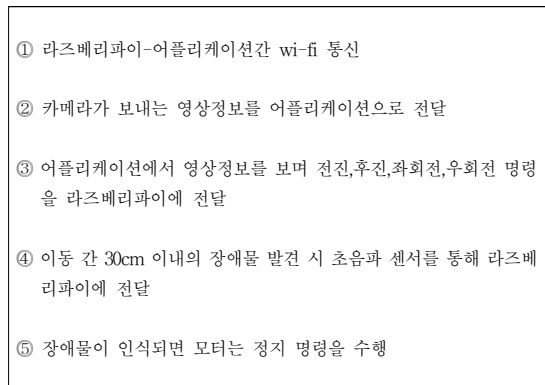 ① 라즈베리파이-어플리케이션간 wi-fi 통신
② 카메라가 보내는 영상정보를 어플리케이션으로 전달
③ 어플리케이션에서 영상정보를 보며 전진,후진,좌회전,우회전 명령
을 라즈베리파이에 전달
④ 이동 간 30cm 이내의 장애물 발견 시 초음파 센서를 통해 라즈베
리파이에 전달
⑤ 장애물이 인식되면 모터는 정지 명령을 수행